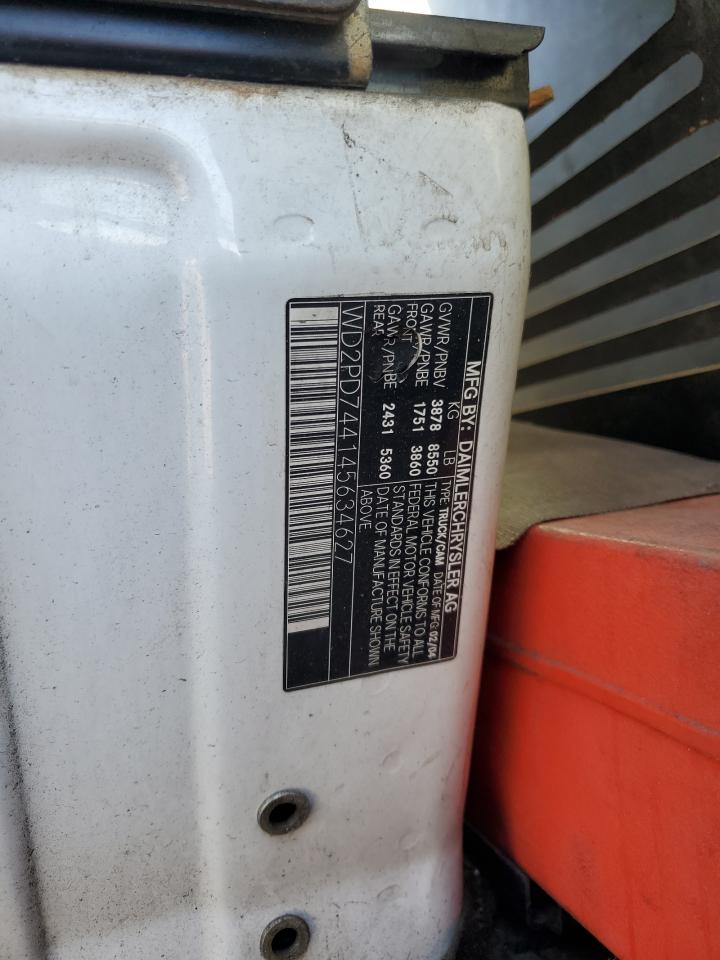 MFG BY: DAIMLERCHRYSLER AG
KG LB TYPE TRUCK/CAM DATE OF MFG: 02/04
GVWR/PNBV 3878 8550 THIS VEHICLE CONFORMS TO ALL
GAWR/PNBE 1751 3860 FEDERAL MOTOR VEHICLE SAFETY
FRONT STANDARDS IN EFFECT ON THE
GAWR/PNBE 2431 5360 DATE OF MANUFACTURE SHOWN
REAR ABOVE.
WD2PD744145634627